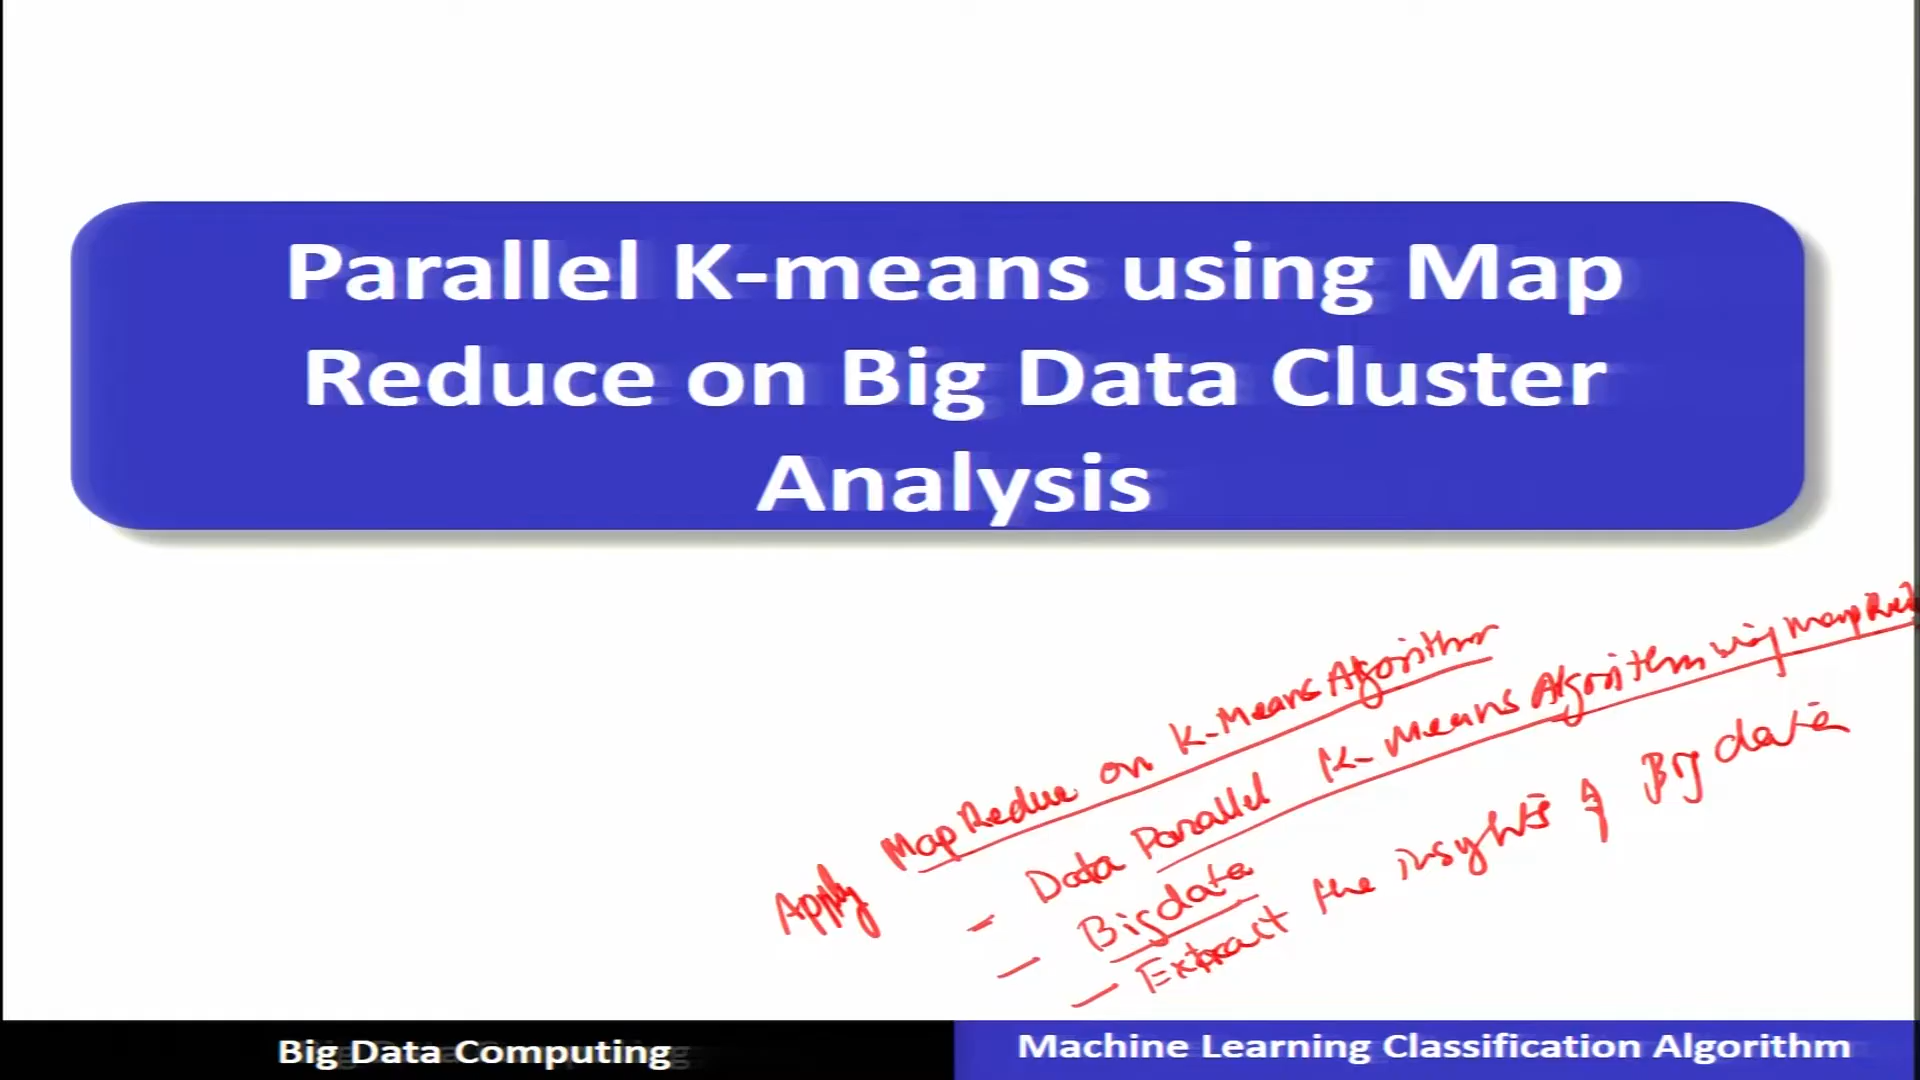 Parallel K-means using Map
Reduce on Big Data Cluster
Analysis
Apply MapReduce on K-Means Algorithm
- Data Parallel K-Means Algorithm using MapRed
- Bigdata
- Extract the insights of Big data
Big Data Computing
Machine Learning Classification Algorithm